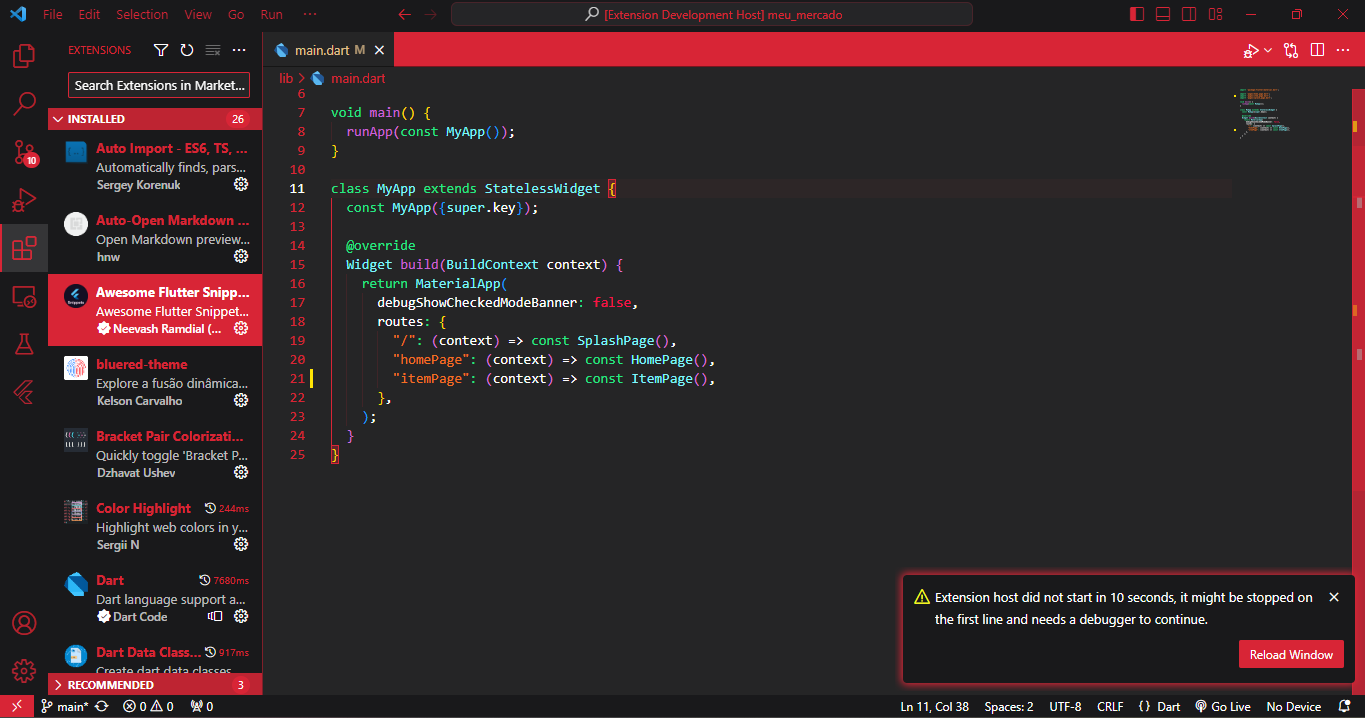 File Edit Selection View Go Run ··· [Extension Development Host] meu_mercado
EXTENSIONS
Search Extensions in Market...
INSTALLED 26
Auto Import - ES6, TS, ...
Automatically finds, pars...
Sergey Korenuk
Auto-Open Markdown ...
Open Markdown preview...
hnw
Awesome Flutter Snipp...
Awesome Flutter Snippet...
Neevash Ramdial (...
bluered-theme
Explore a fusão dinâmica...
Kelson Carvalho
Bracket Pair Colorizati...
Quickly toggle 'Bracket P...
Dzhavat Ushev
Color Highlight 244ms
Highlight web colors in y...
Sergii N
Dart 7680ms
Dart language support a...
Dart Code
Dart Data Class... 917ms
Create dart data classes
RECOMMENDED 3
10
main.dart M
lib > main.dart
6
7 void main() {
8 runApp(const MyApp());
9 }
10
11 class MyApp extends StatelessWidget {
12 const MyApp({super.key});
13
14 @override
15 Widget build(BuildContext context) {
16 return MaterialApp(
17 debugShowCheckedModeBanner: false,
18 routes: {
19 "/": (context) => const SplashPage(),
20 "homePage": (context) => const HomePage(),
21 "itemPage": (context) => const ItemPage(),
22 },
23 );
24 }
25 }
Extension host did not start in 10 seconds, it might be stopped on
the first line and needs a debugger to continue.
Reload Window
main* 0 0 0 Ln 11, Col 38 Spaces: 2 UTF-8 CRLF {} Dart Go Live No Device